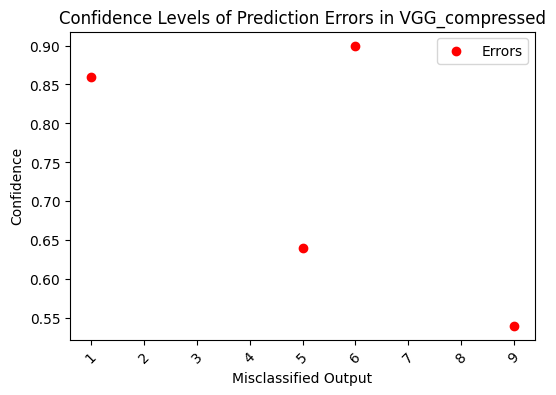 Confidence Levels of Prediction Errors in VGG_compressed
0.90
0.85
0.80
0.75
0.70
0.65
0.60
0.55
Confidence
Errors
1 2 3 4 5 6 7 8 9
Misclassified Output